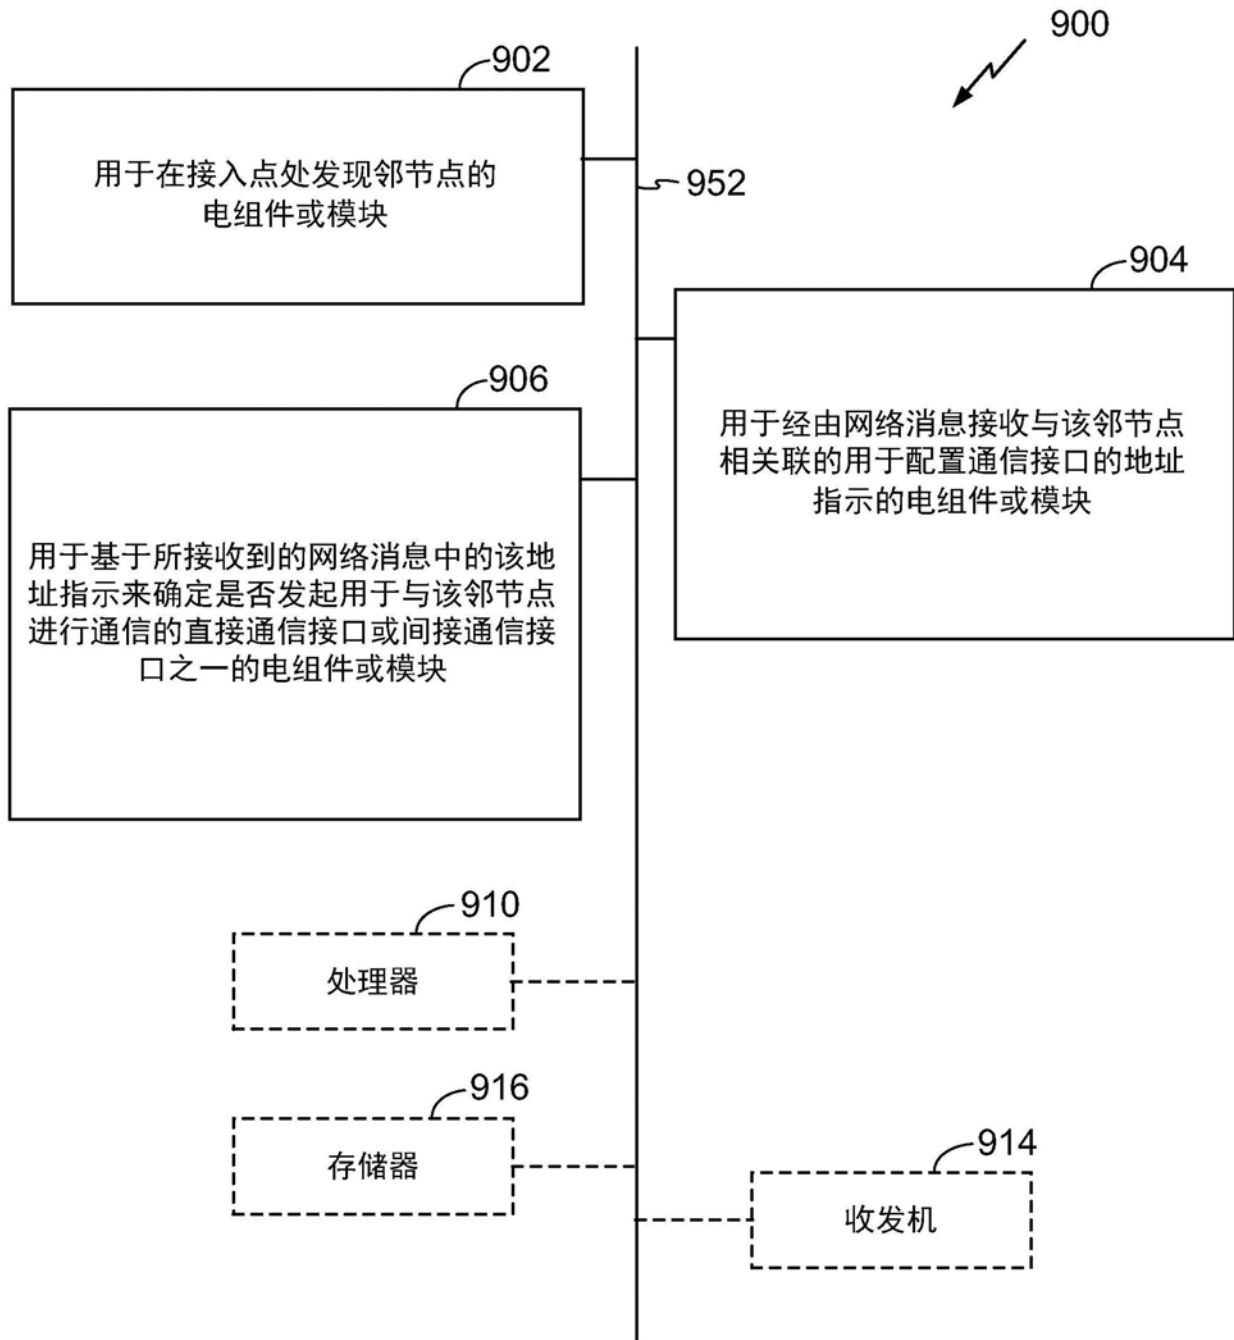 900
902
用于在接入点处发现邻节点的
电组件或模块
952
904
用于经由网络消息接收与该邻节点
相关联的用于配置通信接口的地址
指示的电组件或模块
906
用于基于所接收到的网络消息中的该地
址指示来确定是否发起用于与该邻节点
进行通信的直接通信接口或间接通信接
口之一的电组件或模块
910
处理器
916
存储器
914
收发机